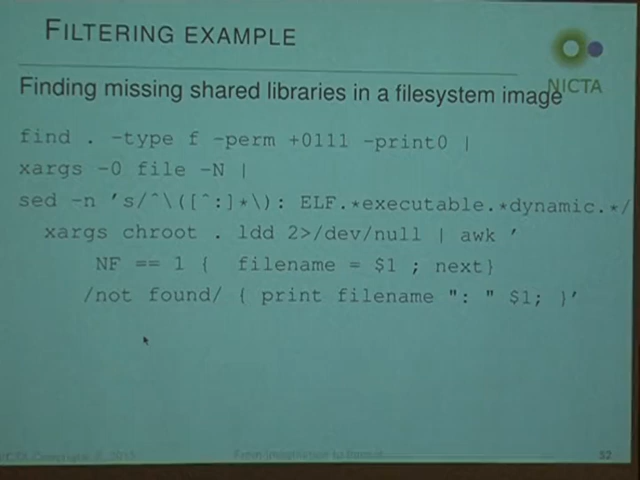 FILTERING EXAMPLE
NICTA
Finding missing shared libraries in a filesystem image
find . -type f -perm +0111 -print0 |
xargs -0 file -N |
sed -n 's/^\([^:]*\): ELF.*executable.*dynamic.*/
xargs chroot . ldd 2>/dev/null | awk '
NF == 1 { filename = $1 ; next}
/not found/ { print filename ": " $1; }'
52